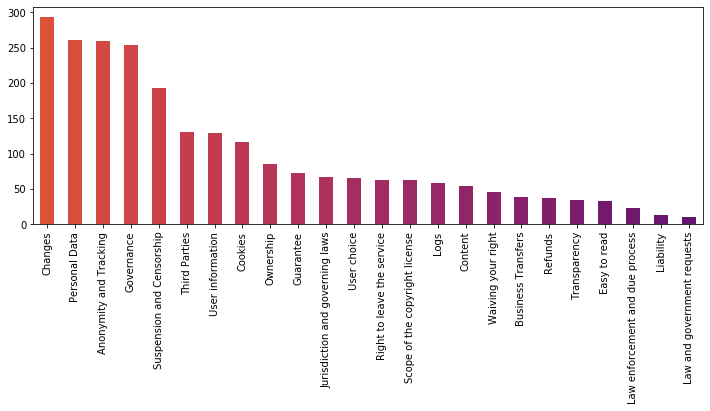 300
250
200
150
100
50
0
Changes
Personal Data
Anonymity and Tracking
Governance
Suspension and Censorship
Third Parties
User information
Cookies
Ownership
Guarantee
Jurisdiction and governing laws
User choice
Right to leave the service
Scope of the copyright license
Logs
Content
Waiving your right
Business Transfers
Refunds
Transparency
Easy to read
Law enforcement and due process
Liability
Law and government requests